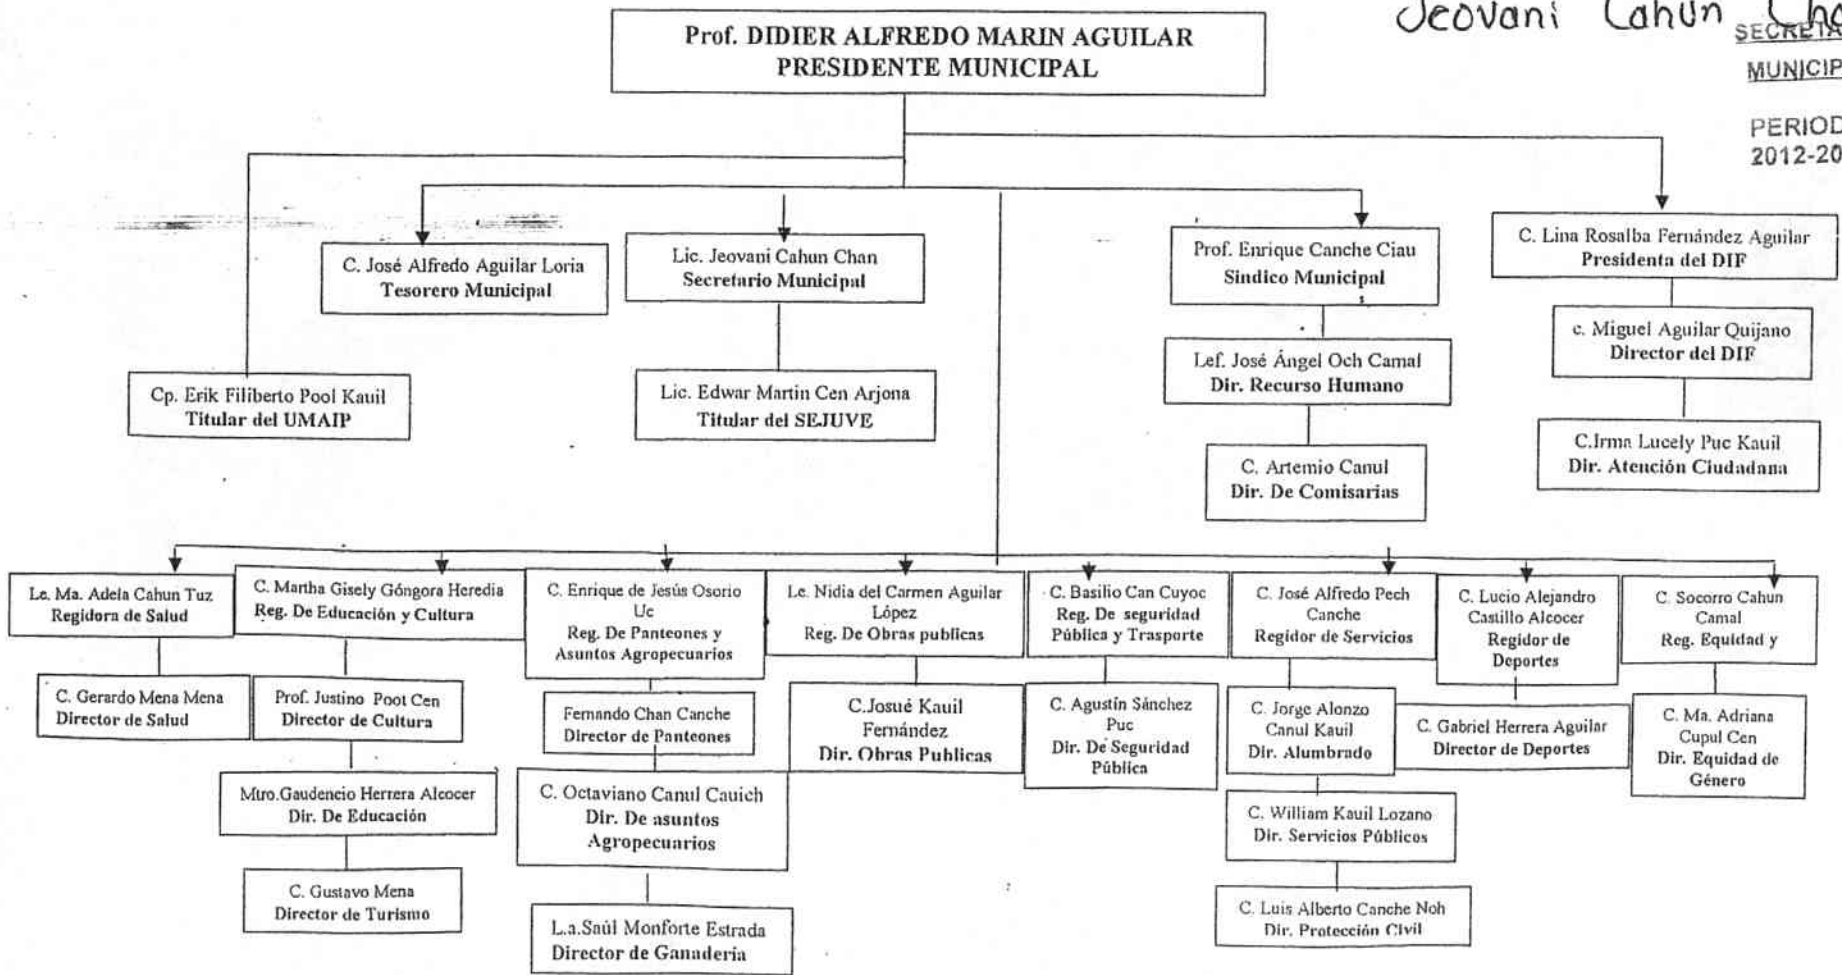 Jeovani Cahun
SECRETA
MUNICIP
PERIOD
2012-20
Prof. DIDIER ALFREDO MARIN AGUILAR
PRESIDENTE MUNICIPAL
C. José Alfredo Aguilar Loria
Tesorero Municipal
Lic. Jeovani Cahun Chan
Secretario Municipal
Prof. Enrique Canche Ciau
Sindico Municipal
C. Lina Rosalba Fernández Aguilar
Presidenta del DIF
Cp. Erik Filiberto Pool Kauil
Titular del UMAIP
Lic. Edwar Martin Cen Arjona
Titular del SEJUVE
Lef. José Ángel Och Camal
Dir. Recurso Humano
c. Miguel Aguilar Quijano
Director del DIF
C. Artemio Canul
Dir. De Comisarias
C.Irma Lucely Puc Kauil
Dir. Atención Ciudadana
Le. Ma. Adela Cahun Tuz
Regidora de Salud
C. Gerardo Mena Mena
Director de Salud
C. Martha Gisely Góngora Heredia
Reg. De Educación y Cultura
Prof. Justino Poot Cen
Director de Cultura
Mtro.Gaudencio Herrera Alcocer
Dir. De Educación
C. Gustavo Mena
Director de Turismo
C. Enrique de Jesús Osorio
Uc
Reg. De Panteones y
Asuntos Agropecuarios
Fernando Chan Canche
Director de Panteones
C. Octaviano Canul Cauich
Dir. De asuntos
Agropecuarios
L.a.Saúl Monforte Estrada
Director de Ganadería
Le. Nidia del Carmen Aguilar
López
Reg. De Obras publicas
C.Josué Kauil
Fernández
Dir. Obras Publicas
C. Basilio Can Cuyoc
Reg. De seguridad
Pública y Trasporte
C. Agustín Sánchez
Puc
Dir. De Seguridad
Pública
C. José Alfredo Pech
Canche
Regidor de Servicios
C. Jorge Alonzo
Canul Kauil
Dir. Alumbrado
C. William Kauil Lozano
Dir. Servicios Públicos
C. Luis Alberto Canche Noh
Dir. Protección Civil
C. Lucio Alejandro
Castillo Alcocer
Regidor de
Deportes
C. Gabriel Herrera Aguilar
Director de Deportes
C. Socorro Cahun
Camal
Reg. Equidad y
C. Ma. Adriana
Cupul Cen
Dir. Equidad de
Género